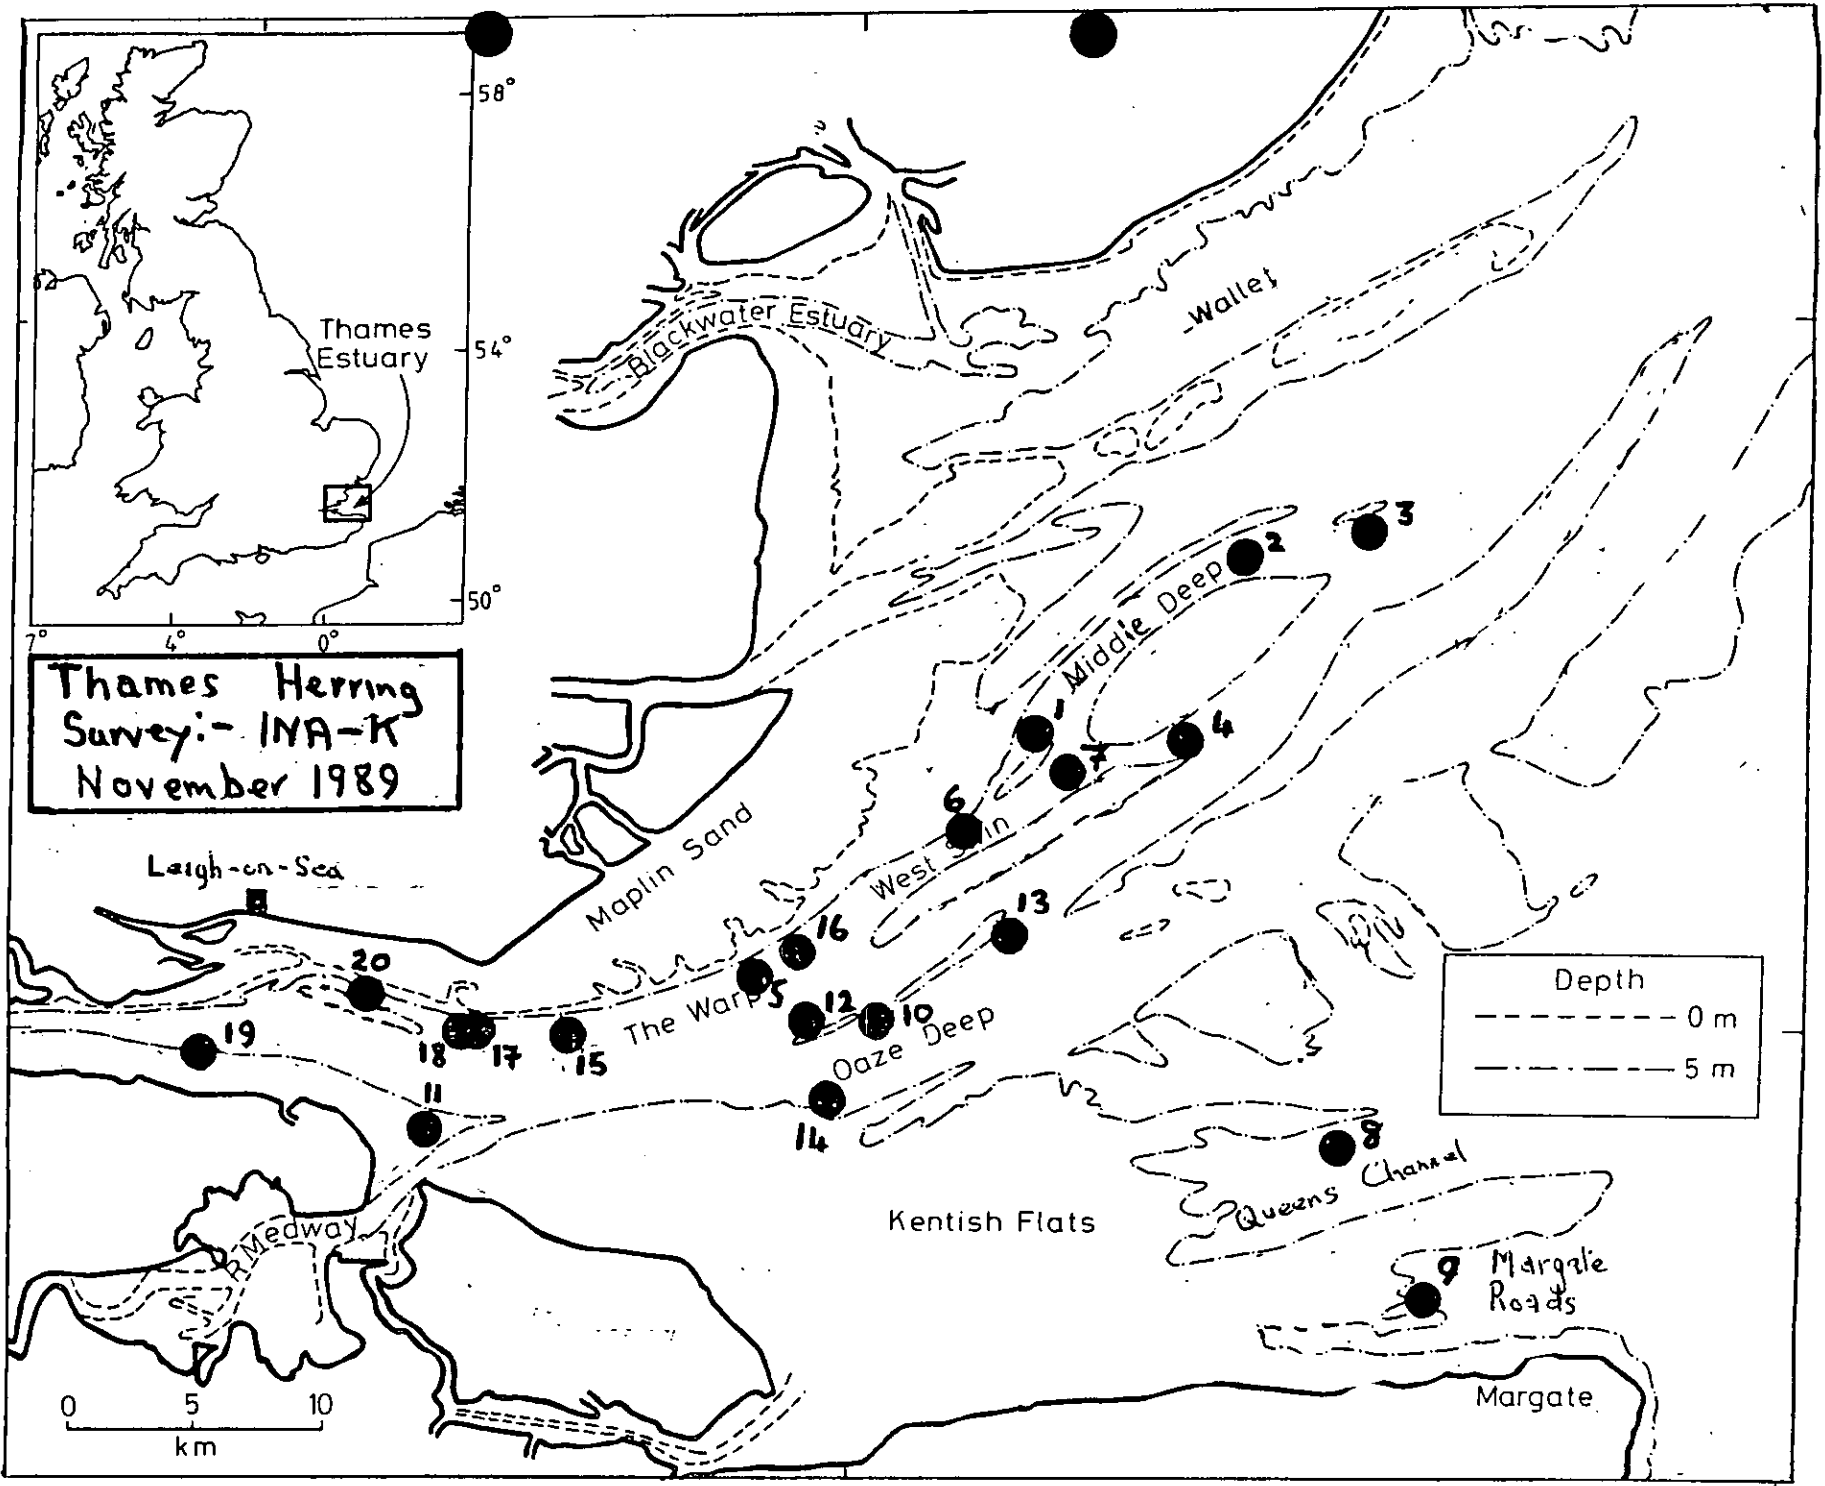 58°
Thames
Estuary
54°
50°
7°
4°
0°
Thames Herring
Survey:- INA-K
November 1989
Leigh-on-Sea
Blackwater Estuary
Wallet
Middle Deep
Maplin Sand
West Swin
The Warp
Oaze Deep
Kentish Flats
Queens Channel
Margate
Roads
Margate
R Medway
1
2
3
4
5
6
7
8
9
10
11
12
13
14
15
16
17
18
19
20
Depth
0 m
5 m
0 5 10
km